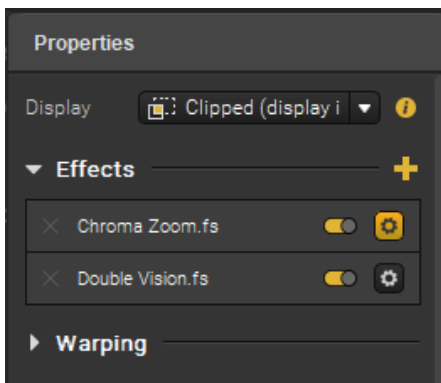 Properties
Display Clipped (display i
Effects
Chroma Zoom.fs
Double Vision.fs
Warping